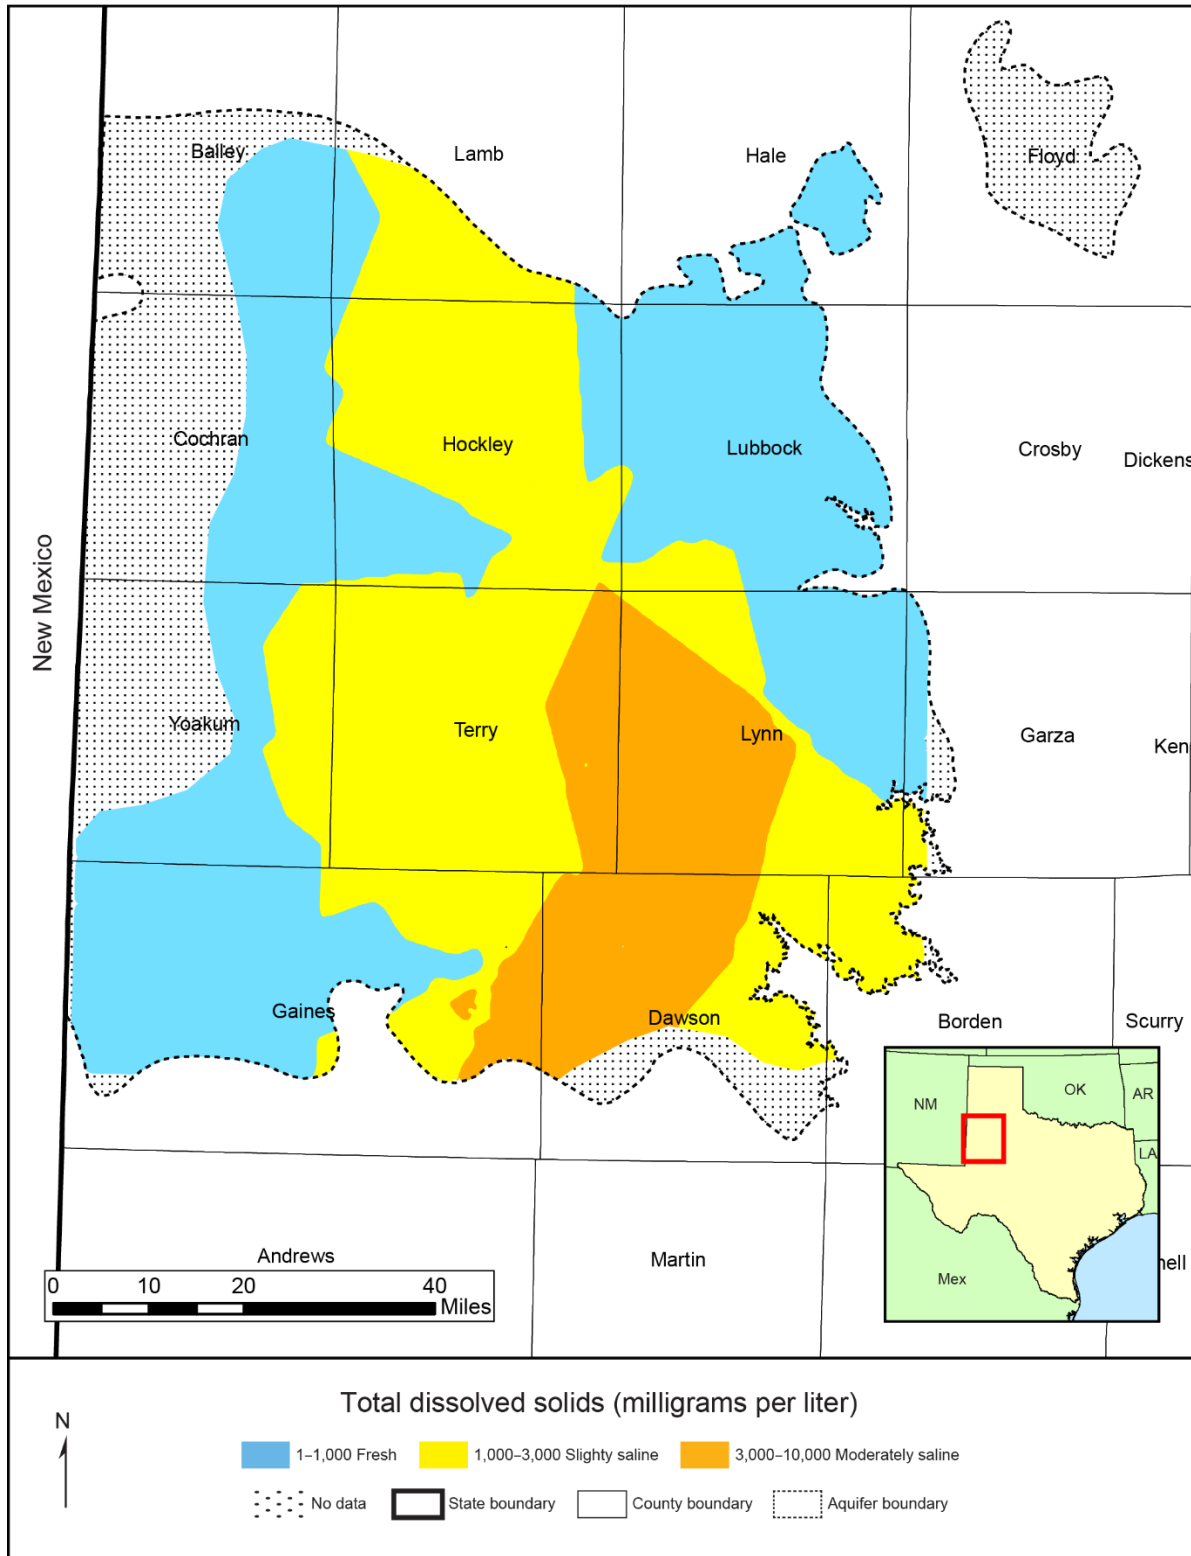 Bailey
Lamb
Hale
Floyd
Cochran
Hockley
Lubbock
Crosby
Dickens
New Mexico
Yoakum
Terry
Lynn
Garza
Ken
Gaines
Dawson
Borden
Scurry
NM
OK
AR
LA
Mex
Andrews
Martin
hell
0 10 20 40
Miles
N
Total dissolved solids (milligrams per liter)
1–1,000 Fresh
1,000–3,000 Slighty saline
3,000–10,000 Moderately saline
No data
State boundary
County boundary
Aquifer boundary